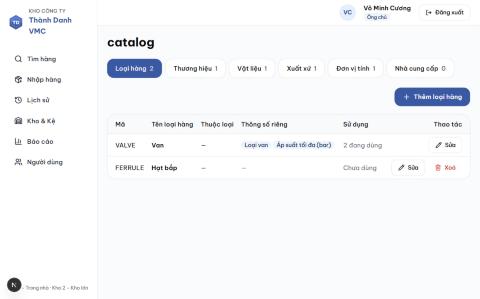 KHO CÔNG TY
TD
Thành Danh
VMC
VC
Võ Minh Cương
Ông chủ
Đăng xuất
Tìm hàng
Nhập hàng
Lịch sử
Kho & Kệ
Báo cáo
Người dùng
catalog
Loại hàng 2
Thương hiệu 1
Vật liệu 1
Xuất xứ 1
Đơn vị tính 1
Nhà cung cấp 0
+ Thêm loại hàng
Mã Tên loại hàng Thuộc loại Thông số riêng Sử dụng Thao tác
VALVE Van — Loại van Áp suất tối đa (bar) 2 đang dùng Sửa
FERRULE Hạt bắp — — Chưa dùng Sửa Xoá
N
Trang nhà · Kho 2 – Kho lớn